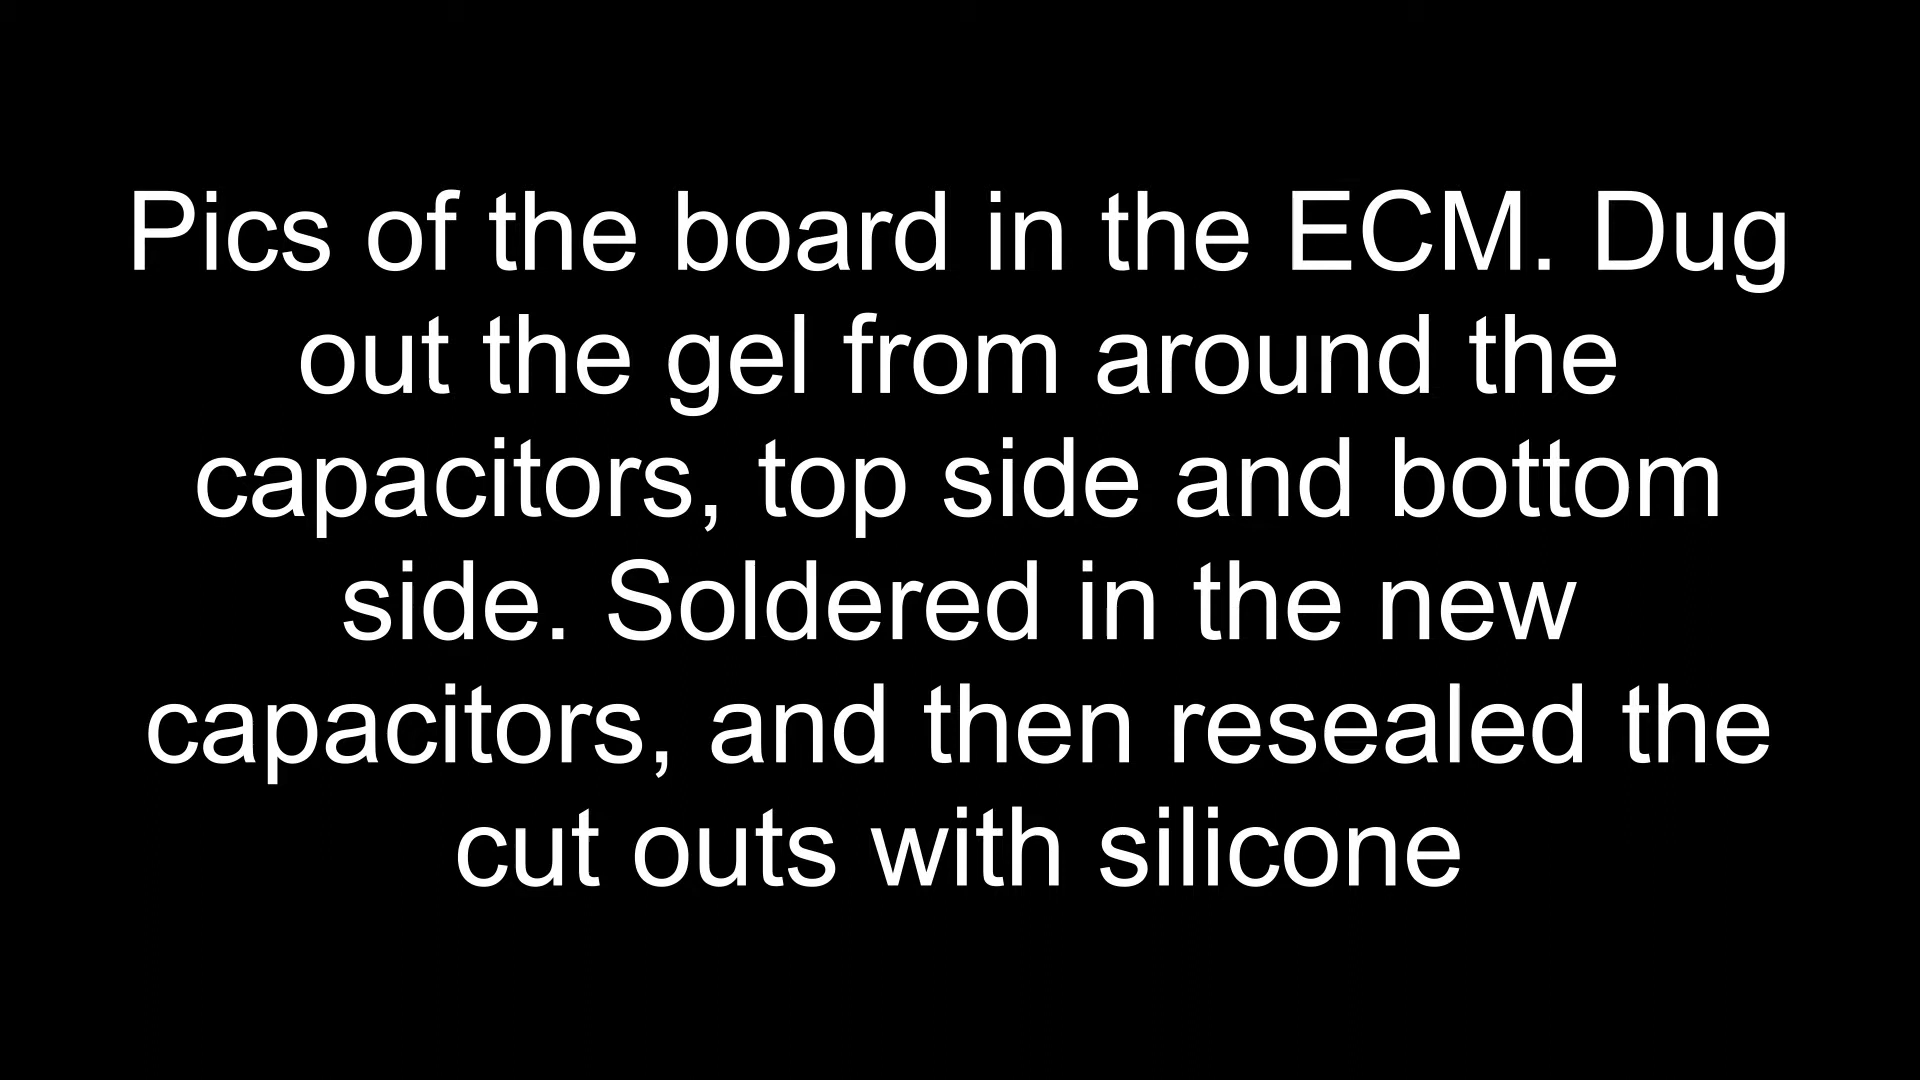 Pics of the board in the ECM. Dug
out the gel from around the
capacitors, top side and bottom
side. Soldered in the new
capacitors, and then resealed the
cut outs with silicone